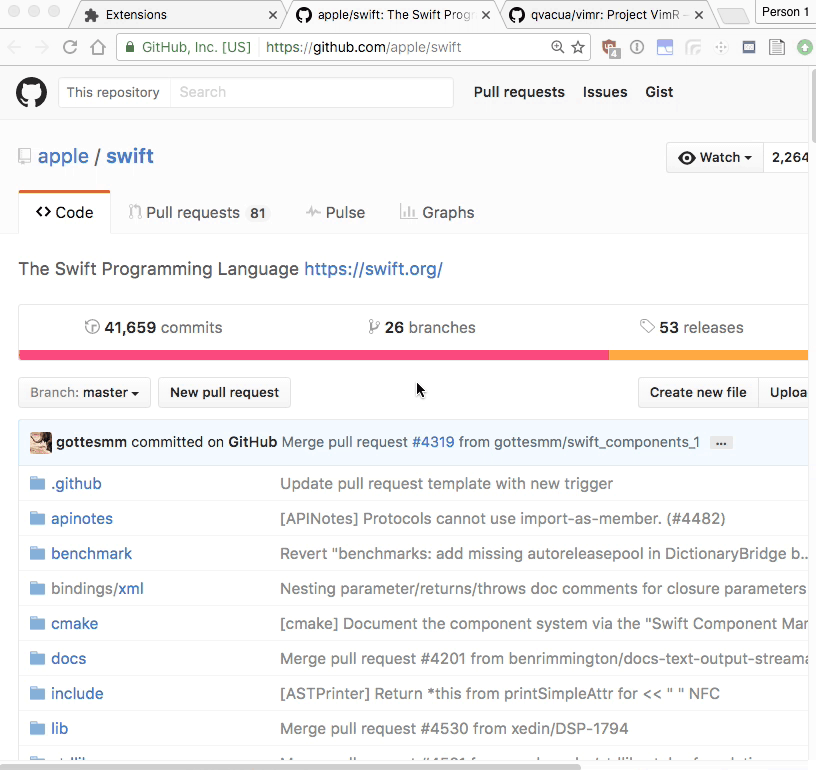 Extensions
apple/swift: The Swift Prog
qvacua/vimr: Project VimR
Person 1
GitHub, Inc. [US]
https://github.com/apple/swift
4
This repository
Search
Pull requests
Issues
Gist
apple / swift
Watch
2,264
Code
Pull requests 81
Pulse
Graphs
The Swift Programming Language https://swift.org/
41,659 commits
26 branches
53 releases
Branch: master
New pull request
Create new file
Uploa
gottesmm committed on GitHub Merge pull request #4319 from gottesmm/swift_components_1 …
.github Update pull request template with new trigger
apinotes [APINotes] Protocols cannot use import-as-member. (#4482)
benchmark Revert "benchmarks: add missing autoreleasepool in DictionaryBridge b..
bindings/xml Nesting parameter/returns/throws doc comments for closure parameters
cmake [cmake] Document the component system via the "Swift Component Mar
docs Merge pull request #4201 from benrimmington/docs-text-output-streama
include [ASTPrinter] Return *this from printSimpleAttr for << " " NFC
lib Merge pull request #4530 from xedin/DSP-1794